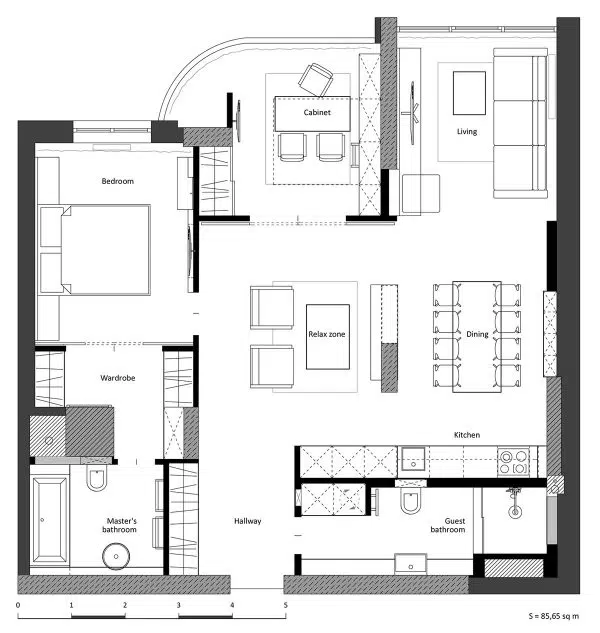 Cabinet
Living
Bedroom
Relax zone
Dining
Wardrobe
Kitchen
Master's
bathroom
Hallway
Guest
bathroom
0 1 2 3 4 5
S = 85,65 sq m